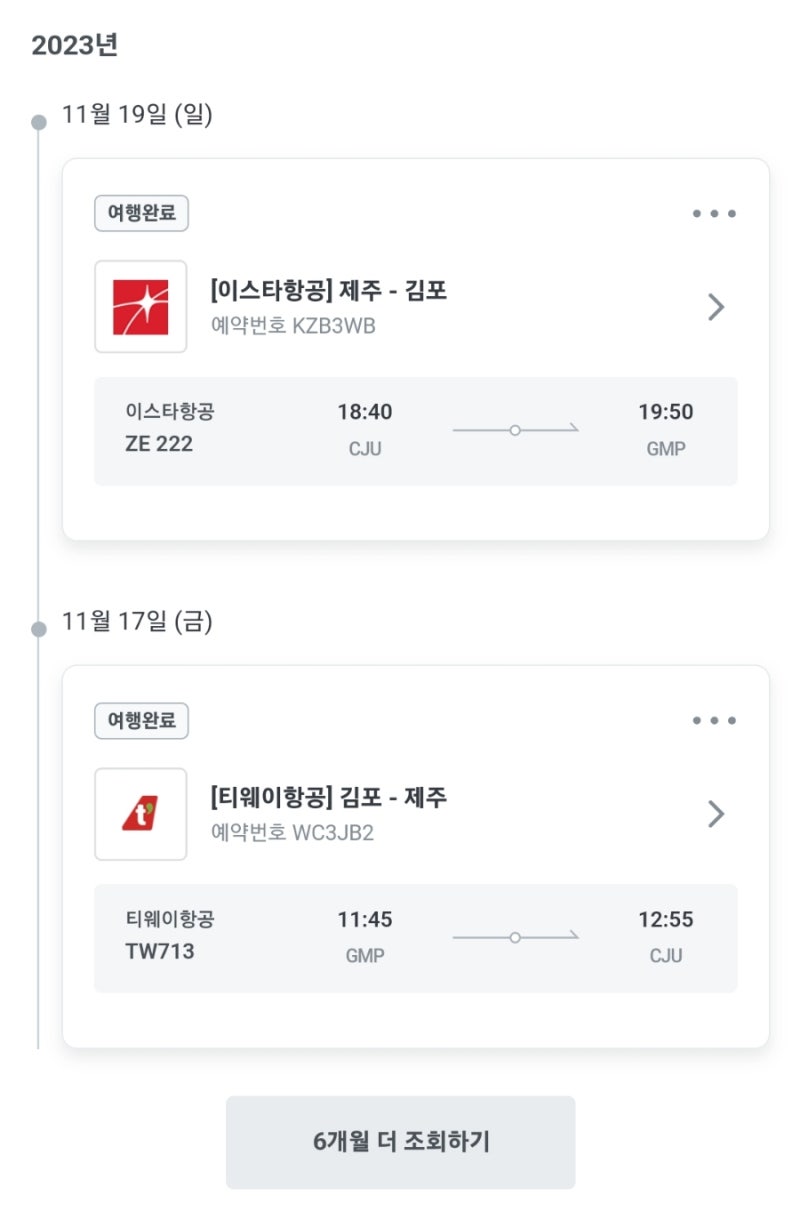 2023년
11월 19일 (일)
여행완료
[이스타항공] 제주 - 김포
예약번호 KZB3WB
이스타항공 18:40 19:50
ZE 222 CJU GMP
11월 17일 (금)
여행완료
t'
[티웨이항공] 김포 - 제주
예약번호 WC3JB2
티웨이항공 11:45 12:55
TW713 GMP CJU
6개월 더 조회하기